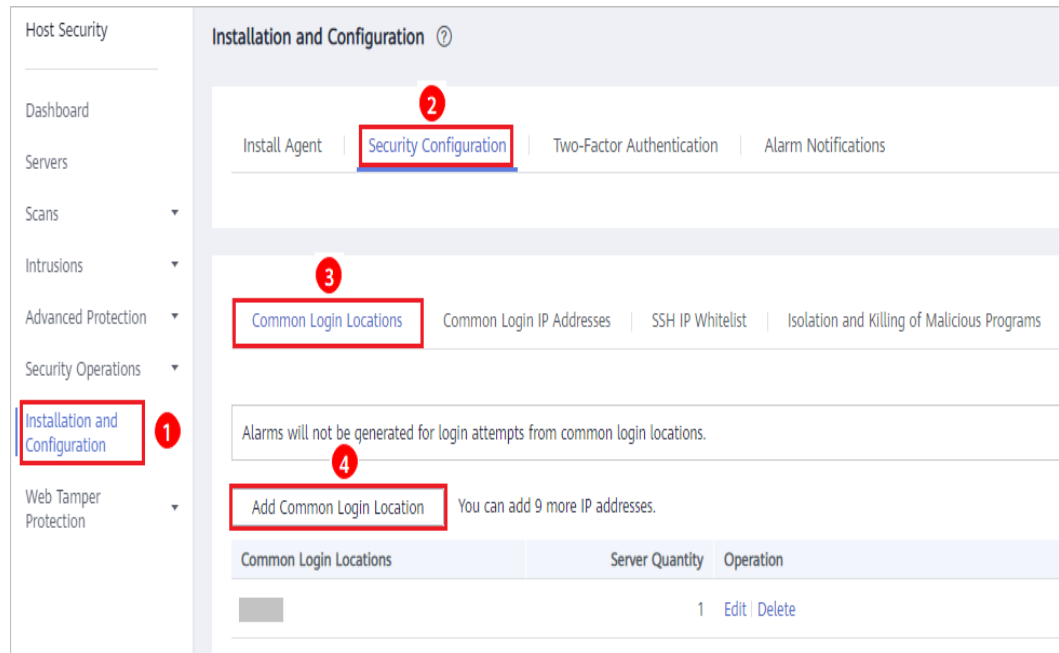 Host Security
Installation and Configuration ?
Dashboard
Servers
Scans
Intrusions
Advanced Protection
Security Operations
Installation and
Configuration
1
Web Tamper
Protection
2
Install Agent
Security Configuration
Two-Factor Authentication
Alarm Notifications
3
Common Login Locations
Common Login IP Addresses
SSH IP Whitelist
Isolation and Killing of Malicious Programs
Alarms will not be generated for login attempts from common login locations.
4
Add Common Login Location
You can add 9 more IP addresses.
Common Login Locations Server Quantity Operation
1 Edit Delete